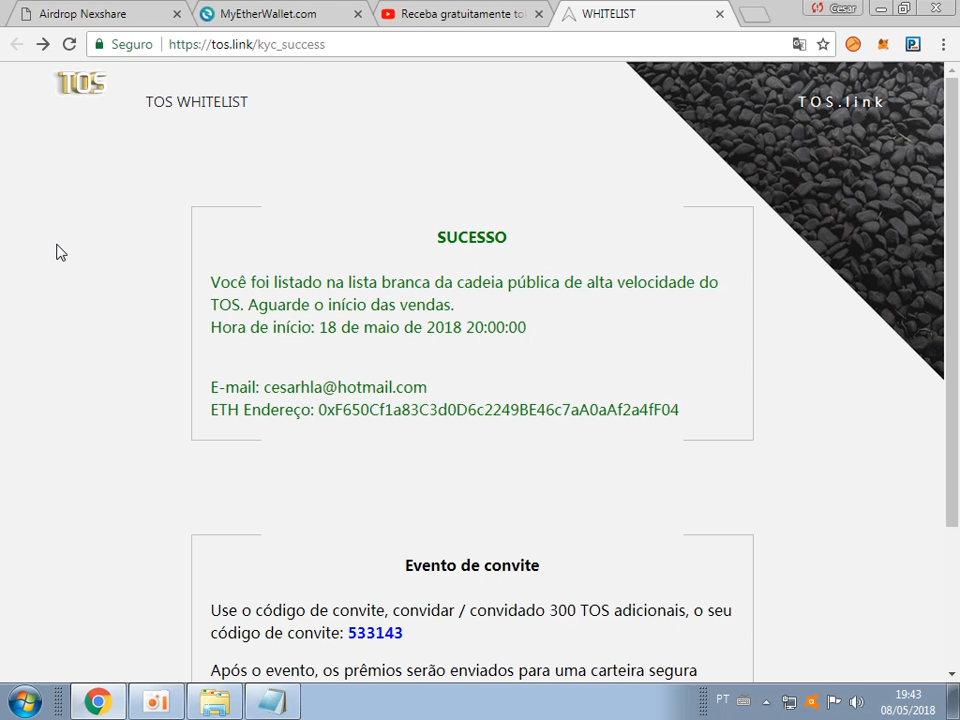 Airdrop Nexshare
MyEtherWallet.com
Receba gratuitamente to
WHITELIST
Cesar
Seguro
https://tos.link/kyc_success
TOS
TOS WHITELIST
TOS.link
SUCESSO
Você foi listado na lista branca da cadeia pública de alta velocidade do
TOS. Aguarde o início das vendas.
Hora de início: 18 de maio de 2018 20:00:00
E-mail: cesarhla@hotmail.com
ETH Endereço: 0xF650Cf1a83C3d0D6c2249BE46c7aA0aAf2a4fF04
Evento de convite
Use o código de convite, convidar / convidado 300 TOS adicionais, o seu
código de convite: 533143
Após o evento, os prêmios serão enviados para uma carteira segura
PT
19:43
08/05/2018